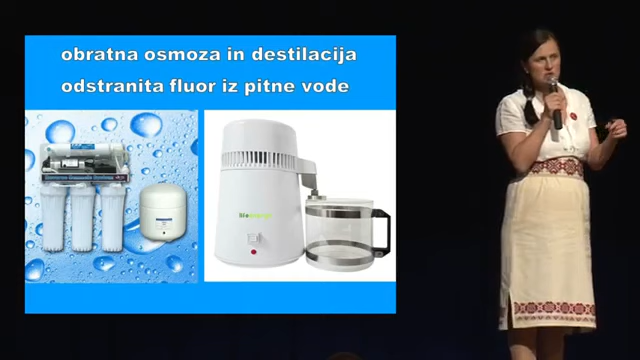 obratna osmoza in destilacija
odstranita fluor iz pitne vode